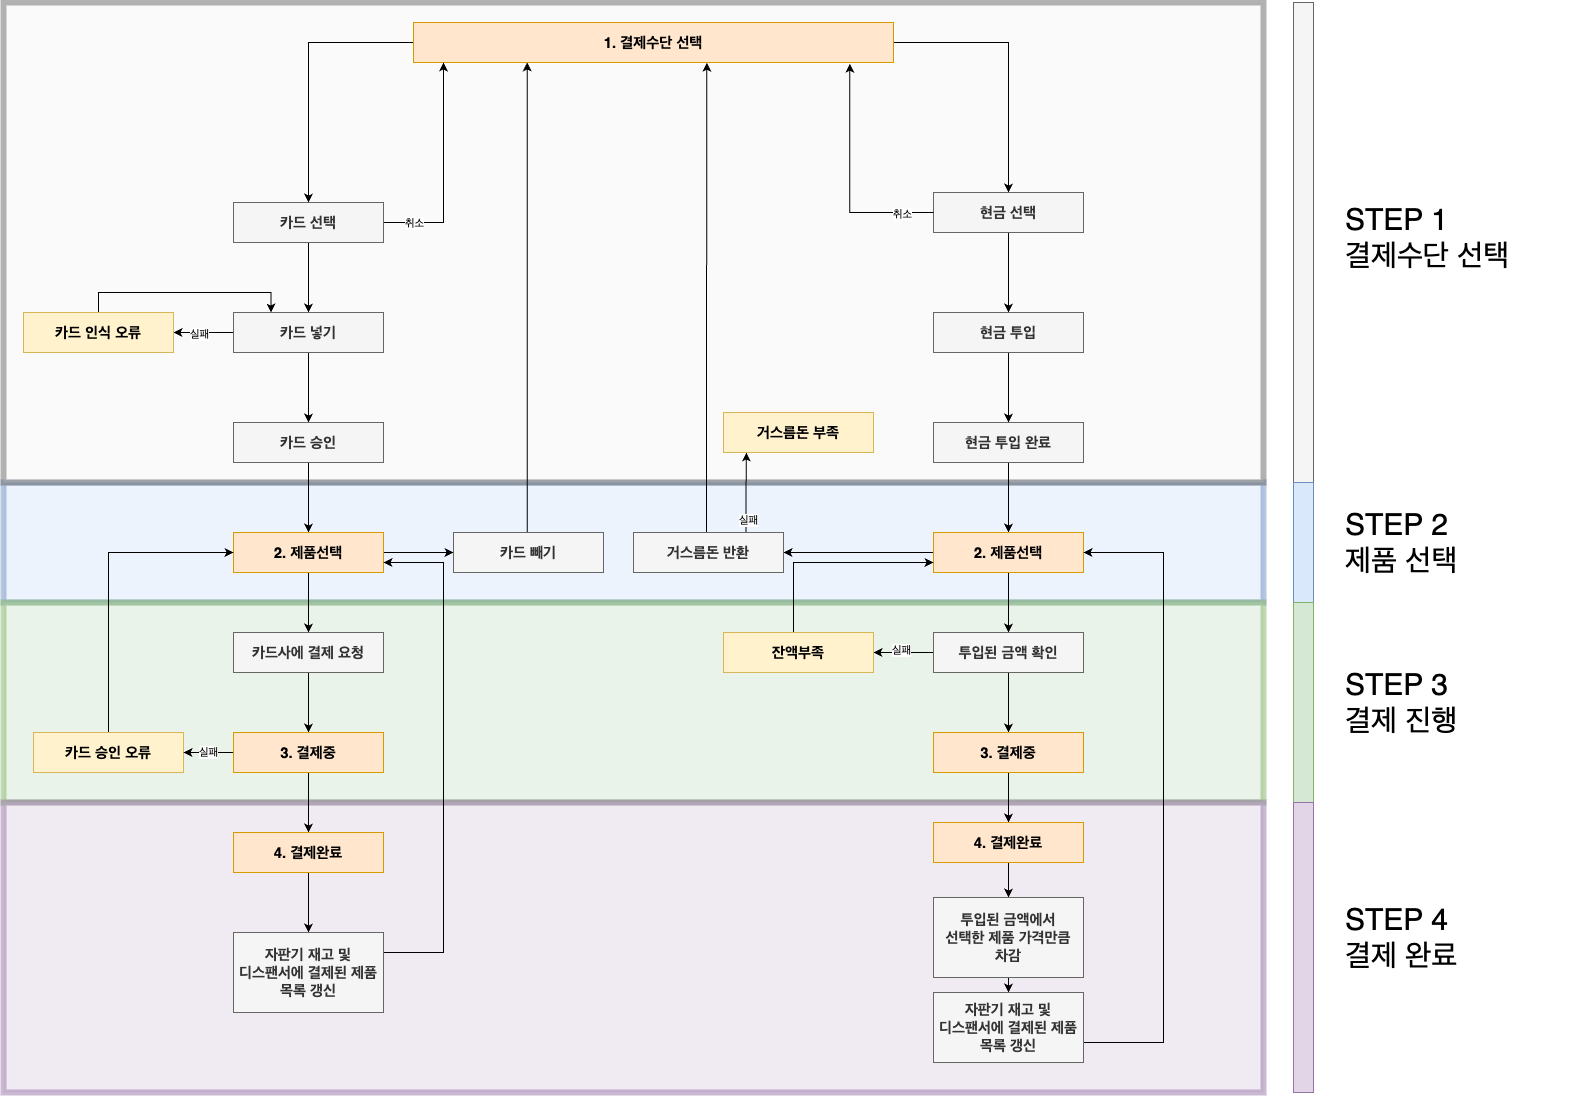 1. 결제수단 선택
카드 선택
취소
취소
현금 선택
STEP 1
결제수단 선택
카드 인식 오류
실패
카드 넣기
현금 투입
카드 승인
거스름돈 부족
현금 투입 완료
실패
2. 제품선택
카드 빼기
거스름돈 반환
2. 제품선택
STEP 2
제품 선택
카드사에 결제 요청
잔액부족
실패
투입된 금액 확인
STEP 3
결제 진행
카드 승인 오류
실패
3. 결제중
3. 결제중
4. 결제완료
4. 결제완료
투입된 금액에서
선택한 제품 가격만큼
차감
STEP 4
결제 완료
자판기 재고 및
디스팬서에 결제된 제품
목록 갱신
자판기 재고 및
디스팬서에 결제된 제품
목록 갱신